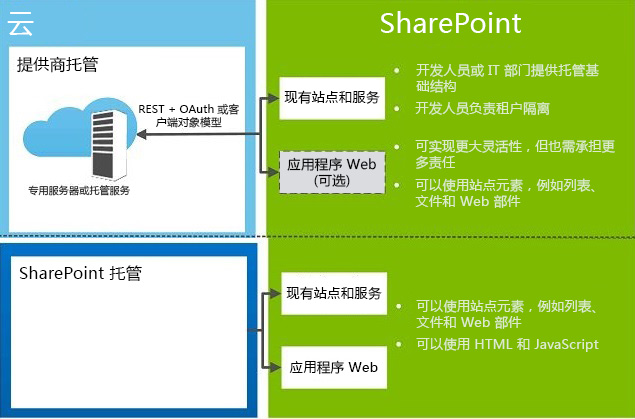 云
SharePoint
提供商托管
REST + OAuth 或客
户端对象模型
专用服务器或托管服务
现有站点和服务
应用程序 Web
(可选)
• 开发人员或 IT 部门提供托管基
础结构
• 开发人员负责租户隔离
• 可实现更大灵活性，但也需承担更
多责任
• 可以使用站点元素，例如列表、
文件和 Web 部件
SharePoint 托管
现有站点和服务
应用程序 Web
• 可以使用站点元素，例如列表、
文件和 Web 部件
• 可以使用 HTML 和 JavaScript